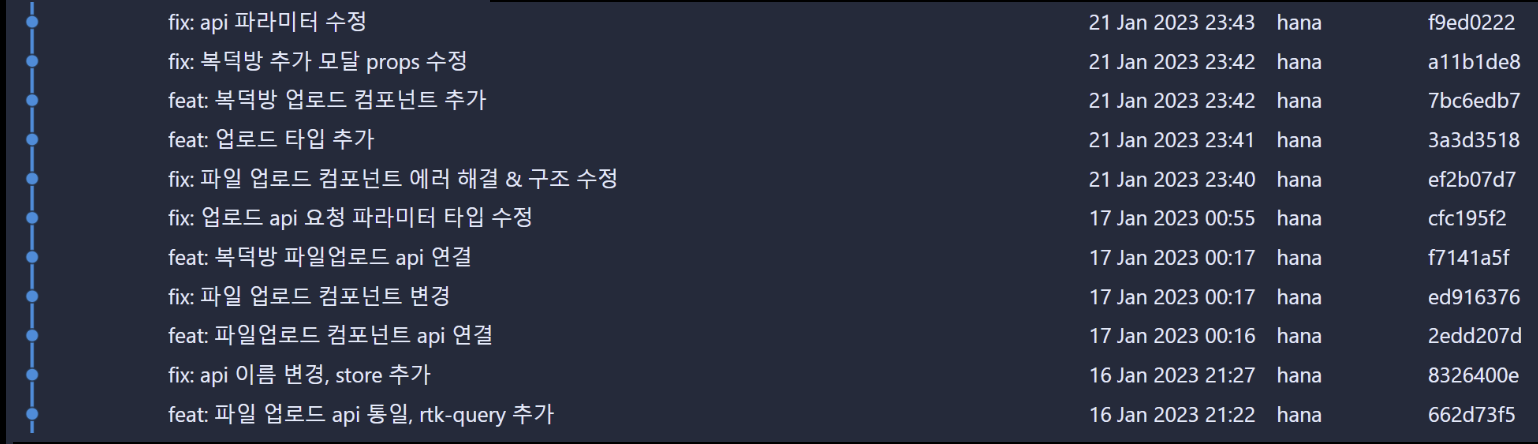 fix: api 파라미터 수정 21 Jan 2023 23:43 hana f9ed0222
fix: 복덕방 추가 모달 props 수정 21 Jan 2023 23:42 hana a11b1de8
feat: 복덕방 업로드 컴포넌트 추가 21 Jan 2023 23:42 hana 7bc6edb7
feat: 업로드 타입 추가 21 Jan 2023 23:41 hana 3a3d3518
fix: 파일 업로드 컴포넌트 에러 해결 & 구조 수정 21 Jan 2023 23:40 hana ef2b07d7
fix: 업로드 api 요청 파라미터 타입 수정 17 Jan 2023 00:55 hana cfc195f2
feat: 복덕방 파일업로드 api 연결 17 Jan 2023 00:17 hana f7141a5f
fix: 파일 업로드 컴포넌트 변경 17 Jan 2023 00:17 hana ed916376
feat: 파일업로드 컴포넌트 api 연결 17 Jan 2023 00:16 hana 2edd207d
fix: api 이름 변경, store 추가 16 Jan 2023 21:27 hana 8326400e
feat: 파일 업로드 api 통일, rtk-query 추가 16 Jan 2023 21:22 hana 662d73f5